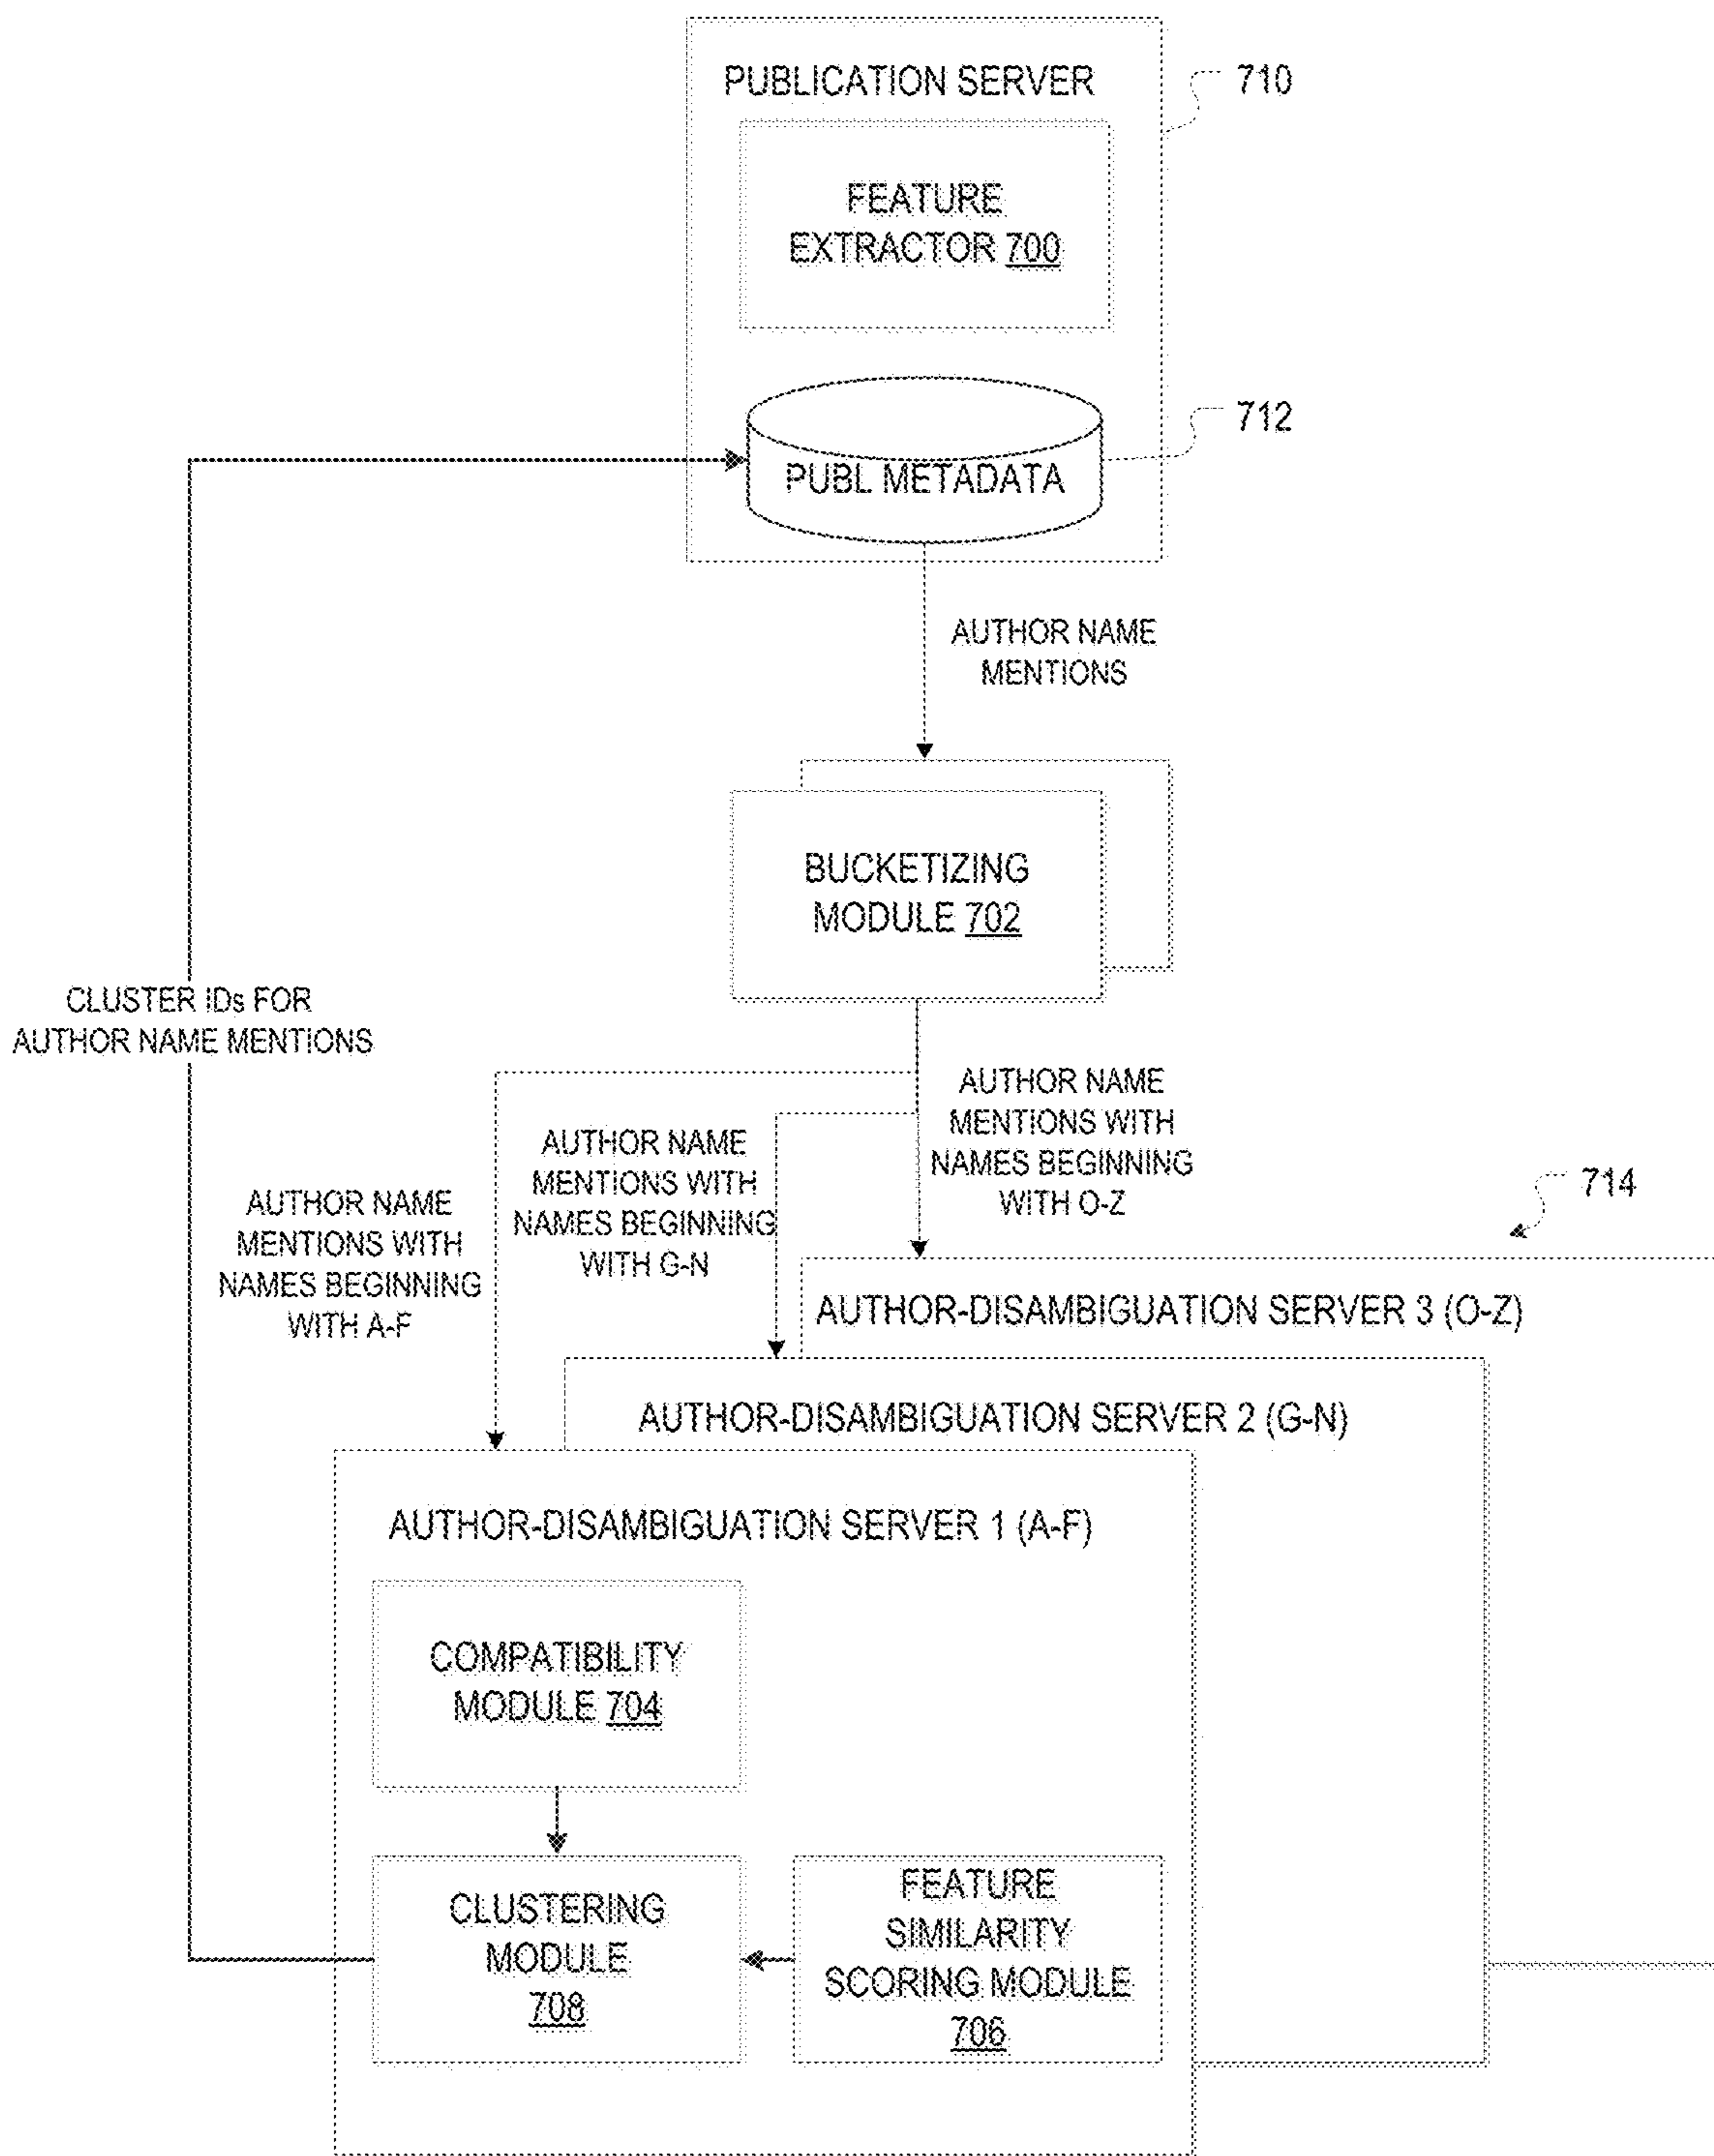 PUBLICATION SERVER
710
FEATURE
EXTRACTOR 700
712
PUBL METADATA
AUTHOR NAME
MENTIONS
BUCKETIZING
MODULE 702
CLUSTER IDs FOR
AUTHOR NAME MENTIONS
AUTHOR NAME
MENTIONS WITH
NAMES BEGINNING
WITH A-F
AUTHOR NAME
MENTIONS WITH
NAMES BEGINNING
WITH G-N
AUTHOR NAME
MENTIONS WITH
NAMES BEGINNING
WITH O-Z
714
AUTHOR-DISAMBIGUATION SERVER 3 (O-Z)
AUTHOR-DISAMBIGUATION SERVER 2 (G-N)
AUTHOR-DISAMBIGUATION SERVER 1 (A-F)
COMPATIBILITY
MODULE 704
CLUSTERING
MODULE
708
FEATURE
SIMILARITY
SCORING MODULE
706